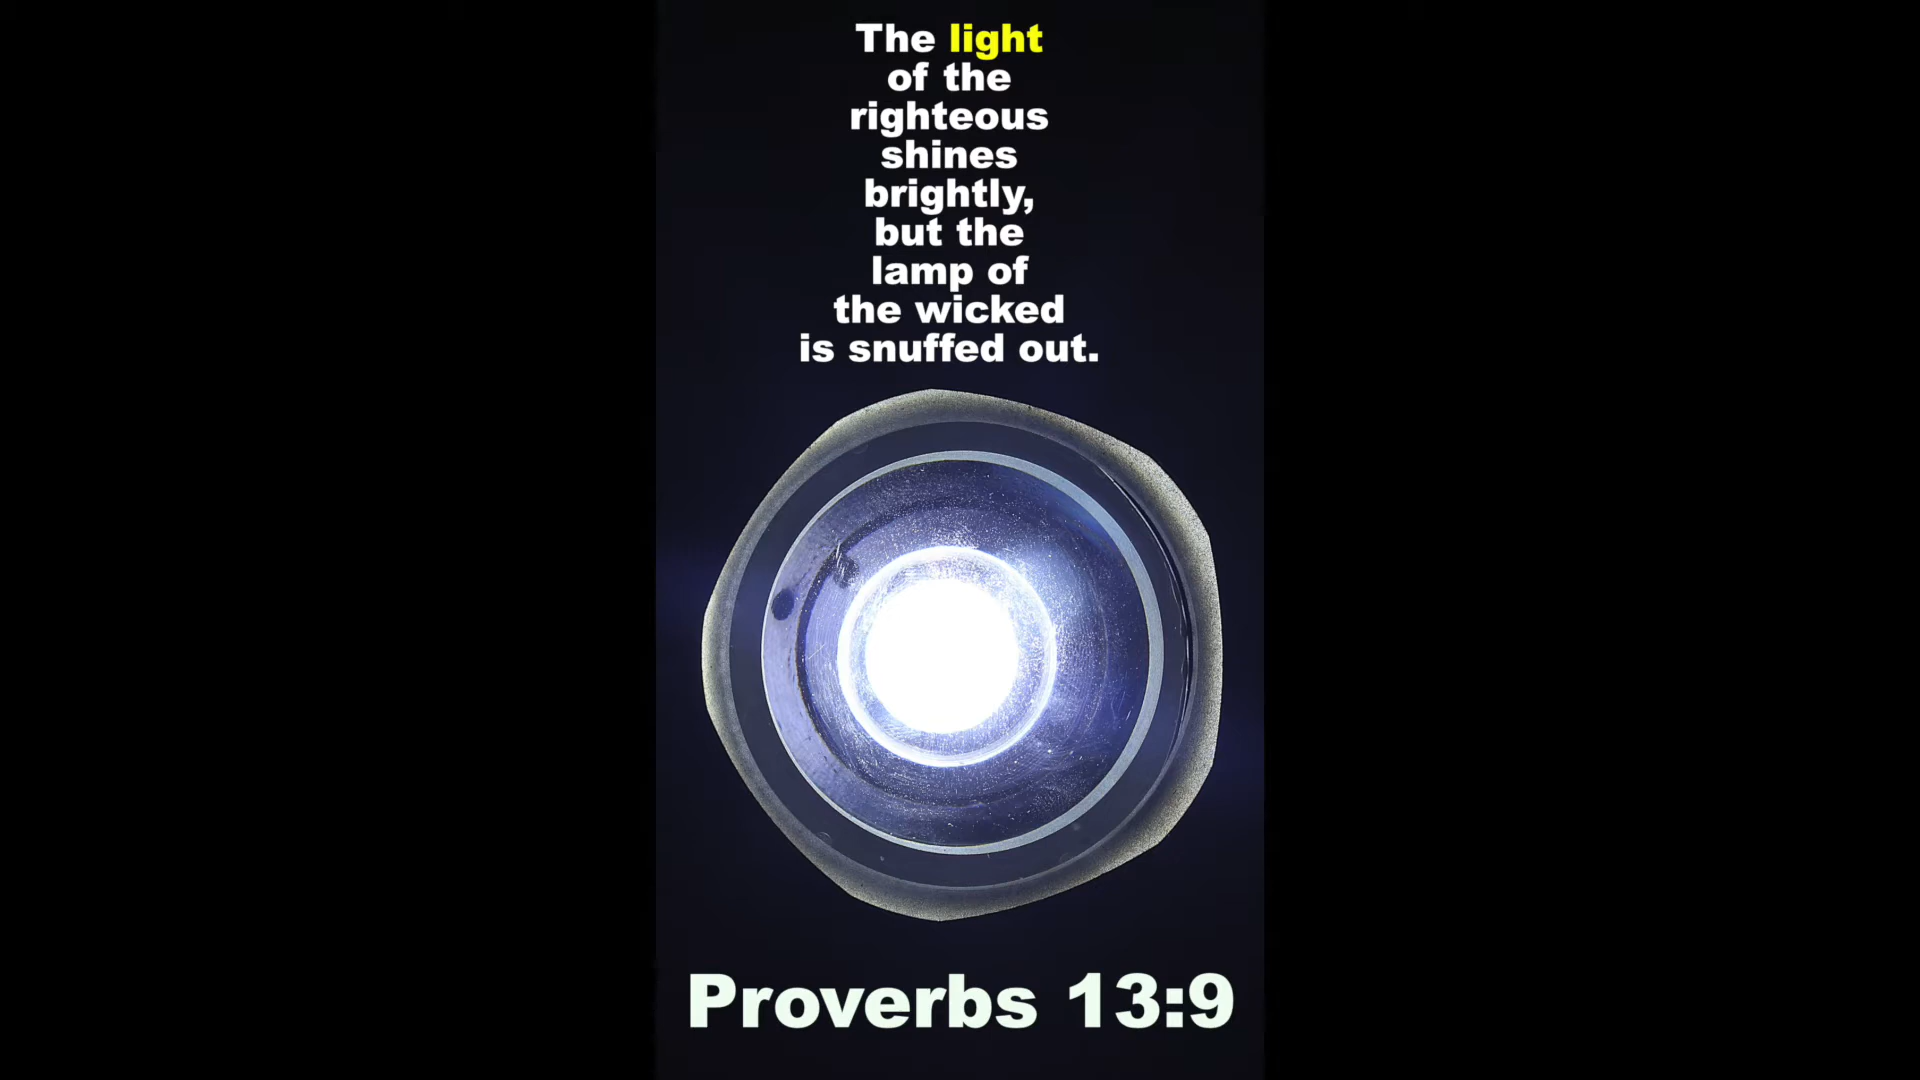 The light
of the
righteous
shines
brightly,
but the
lamp of
the wicked
is snuffed out.
Proverbs 13:9